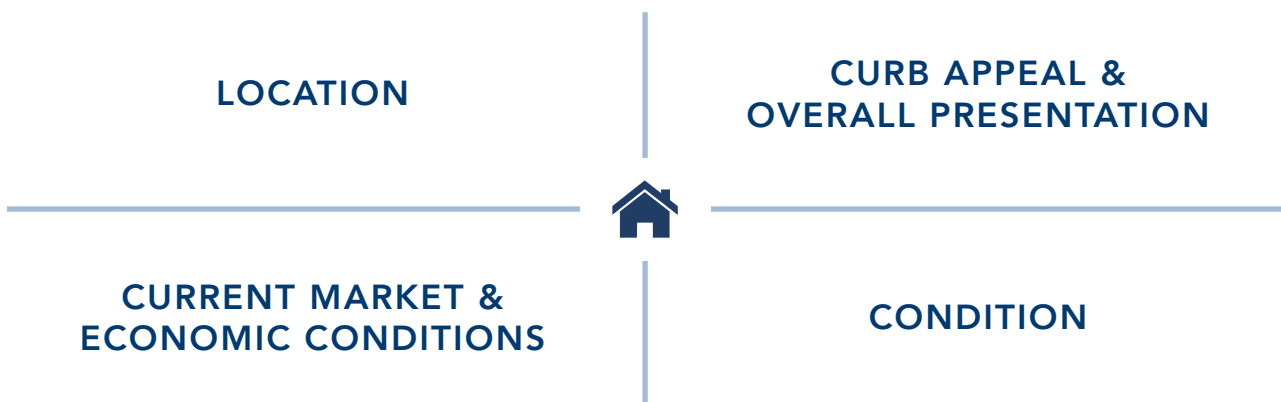 LOCATION
CURB APPEAL &
OVERALL PRESENTATION
CURRENT MARKET &
ECONOMIC CONDITIONS
CONDITION